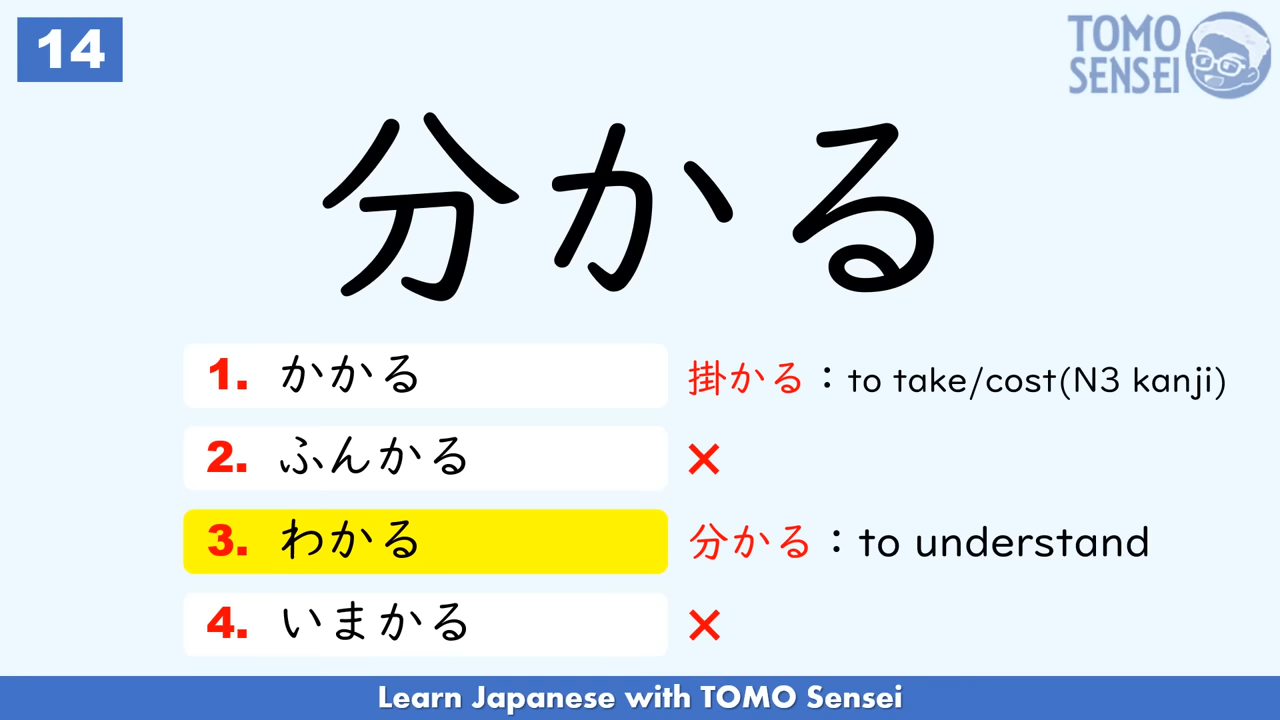 14
TOMO
SENSEI
分かる
1. かかる 掛かる：to take/cost(N3 kanji)
2. ふんかる ×
3. わかる 分かる：to understand
4. いまかる ×
Learn Japanese with TOMO Sensei